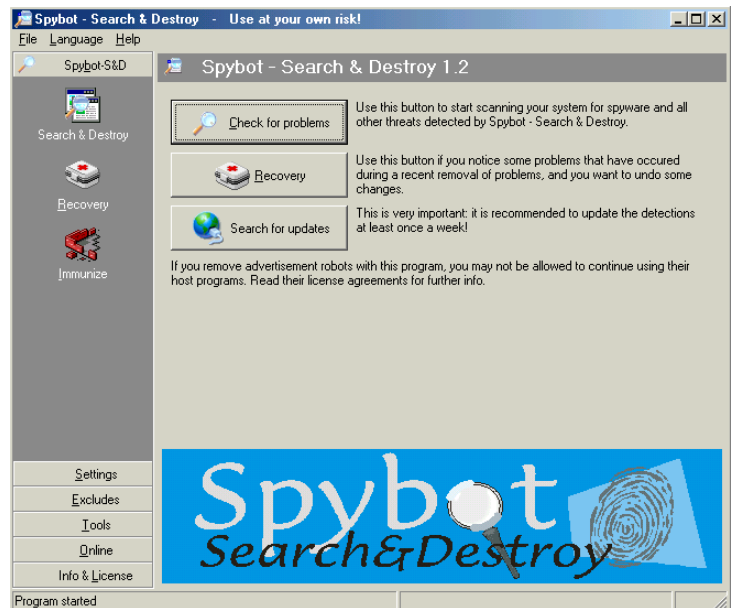 Spybot - Search & Destroy - Use at your own risk!
File Language Help
Spybot-S&D
Search & Destroy
Recovery
Immunize
Settings
Excludes
Tools
Online
Info & License
Spybot - Search & Destroy 1.2
Check for problems
Use this button to start scanning your system for spyware and all
other threats detected by Spybot - Search & Destroy.
Recovery
Use this button if you notice some problems that have occured
during a recent removal of problems, and you want to undo some
changes.
Search for updates
This is very important: it is recommended to update the detections
at least once a week!
If you remove advertisement robots with this program, you may not be allowed to continue using their
host programs. Read their license agreements for further info.
Spybot
Search&Destroy
Program started